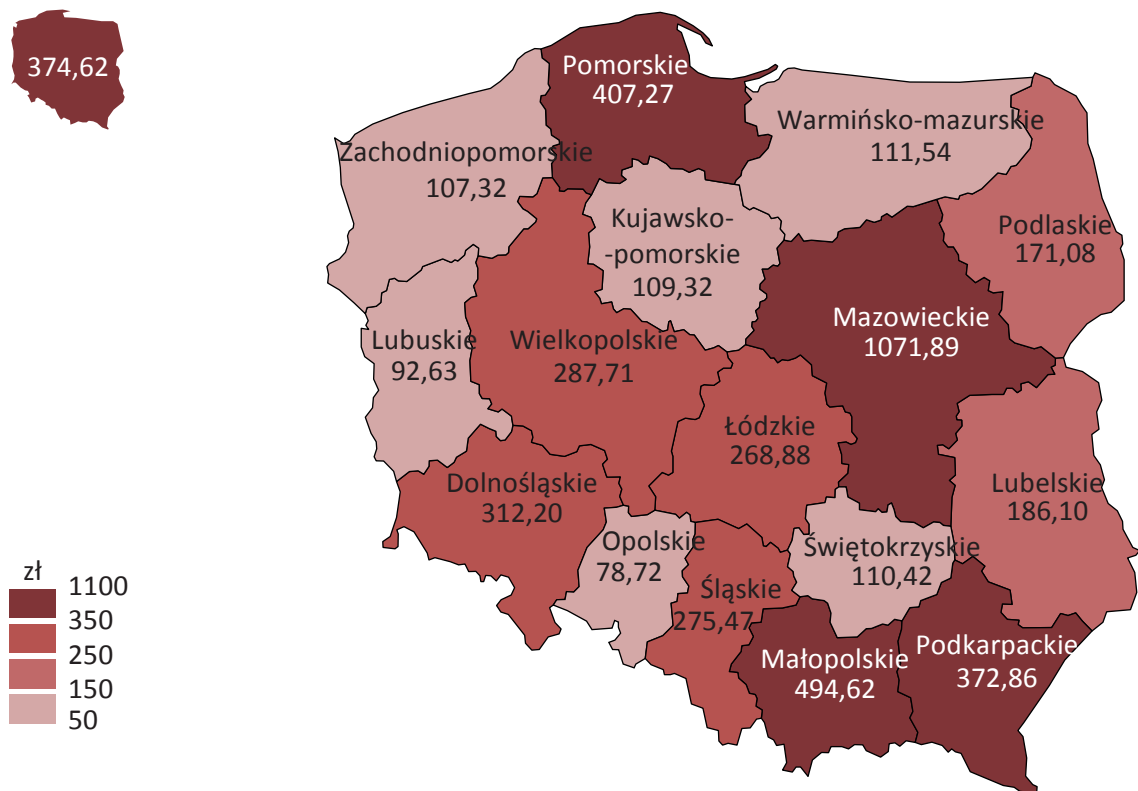 374,62
Pomorskie
407,27
Warmińsko-mazurskie
111,54
Zachodniopomorskie
107,32
Kujawsko-
-pomorskie
109,32
Podlaskie
171,08
Mazowieckie
1071,89
Lubuskie
92,63
Wielkopolskie
287,71
Łódzkie
268,88
Dolnośląskie
312,20
Lubelskie
186,10
Opolskie
78,72
Świętokrzyskie
110,42
Śląskie
275,47
Małopolskie
494,62
Podkarpackie
372,86
zł
1100
350
250
150
50